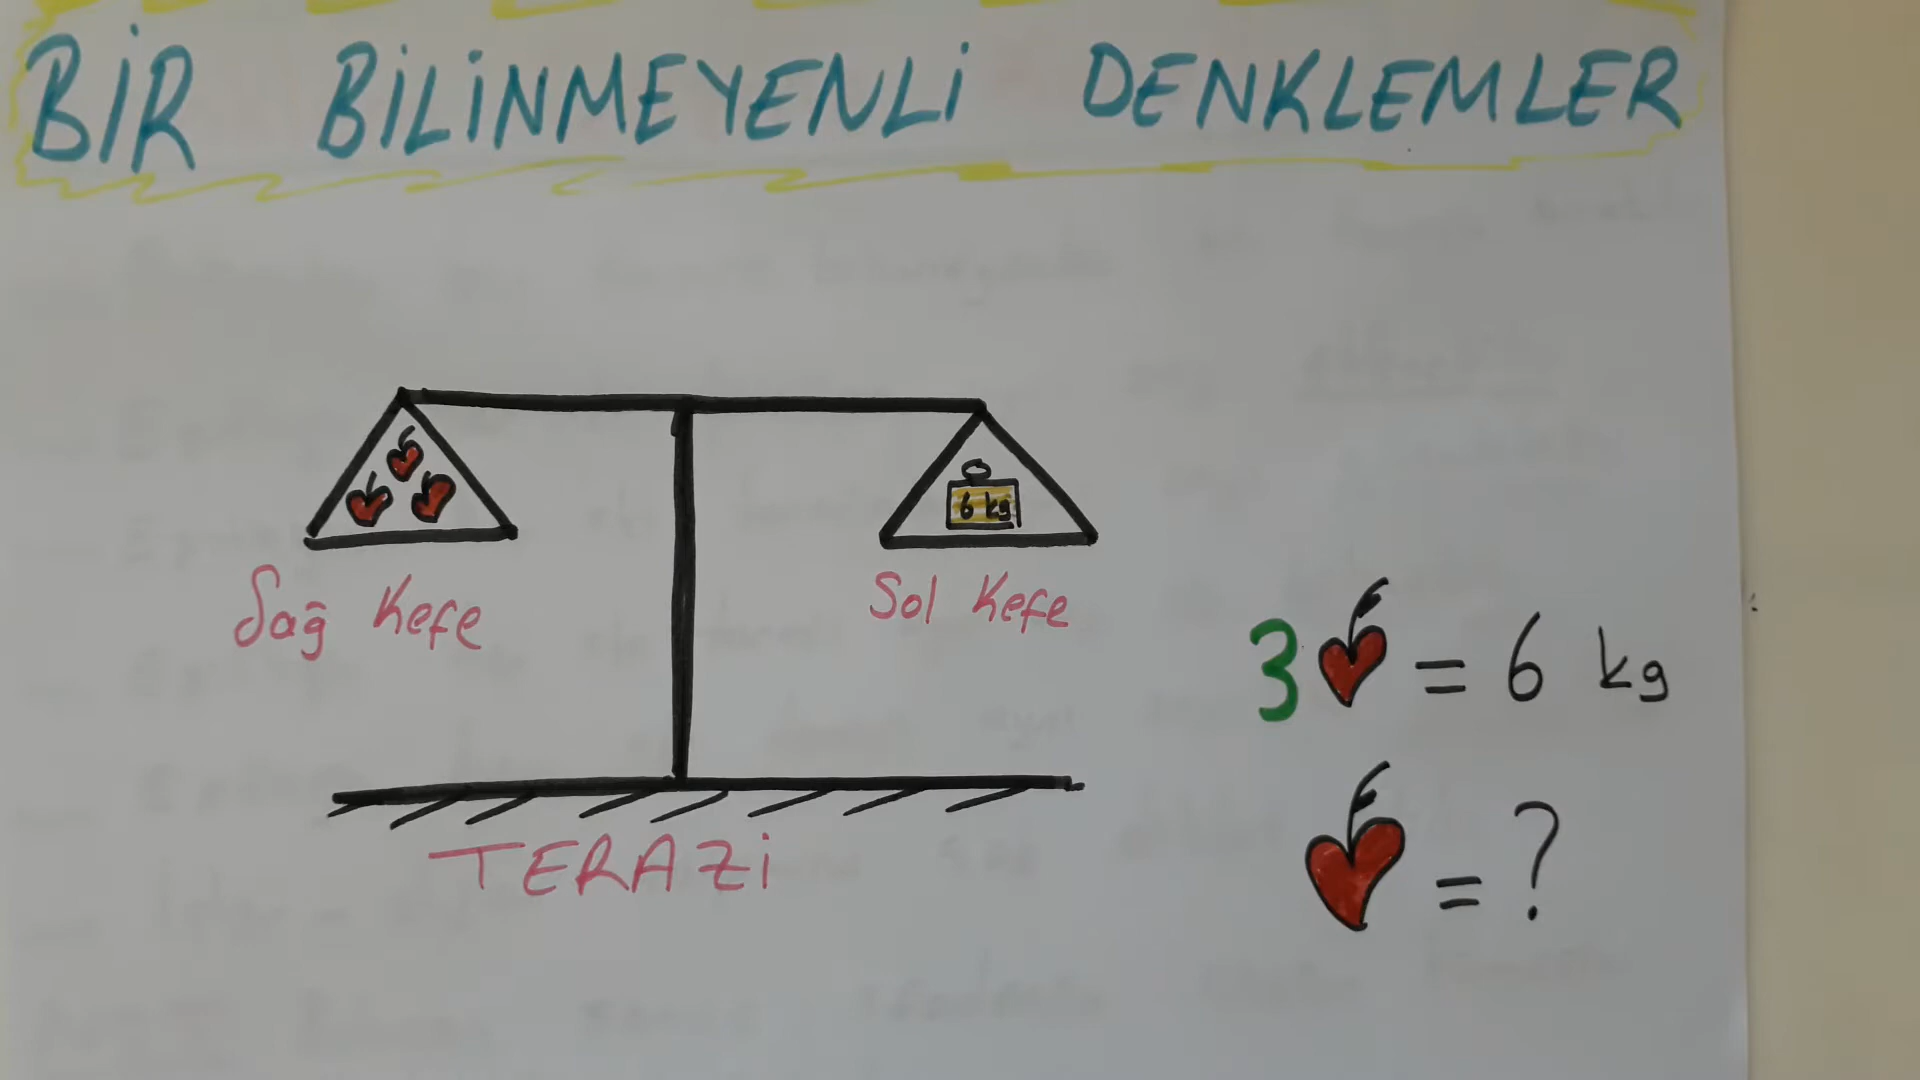 BİR BİLİNMEYENLİ DENKLEMLER
6 kg
Sağ Kefe
Sol Kefe
3 = 6 kg
= ?
TERAZİ